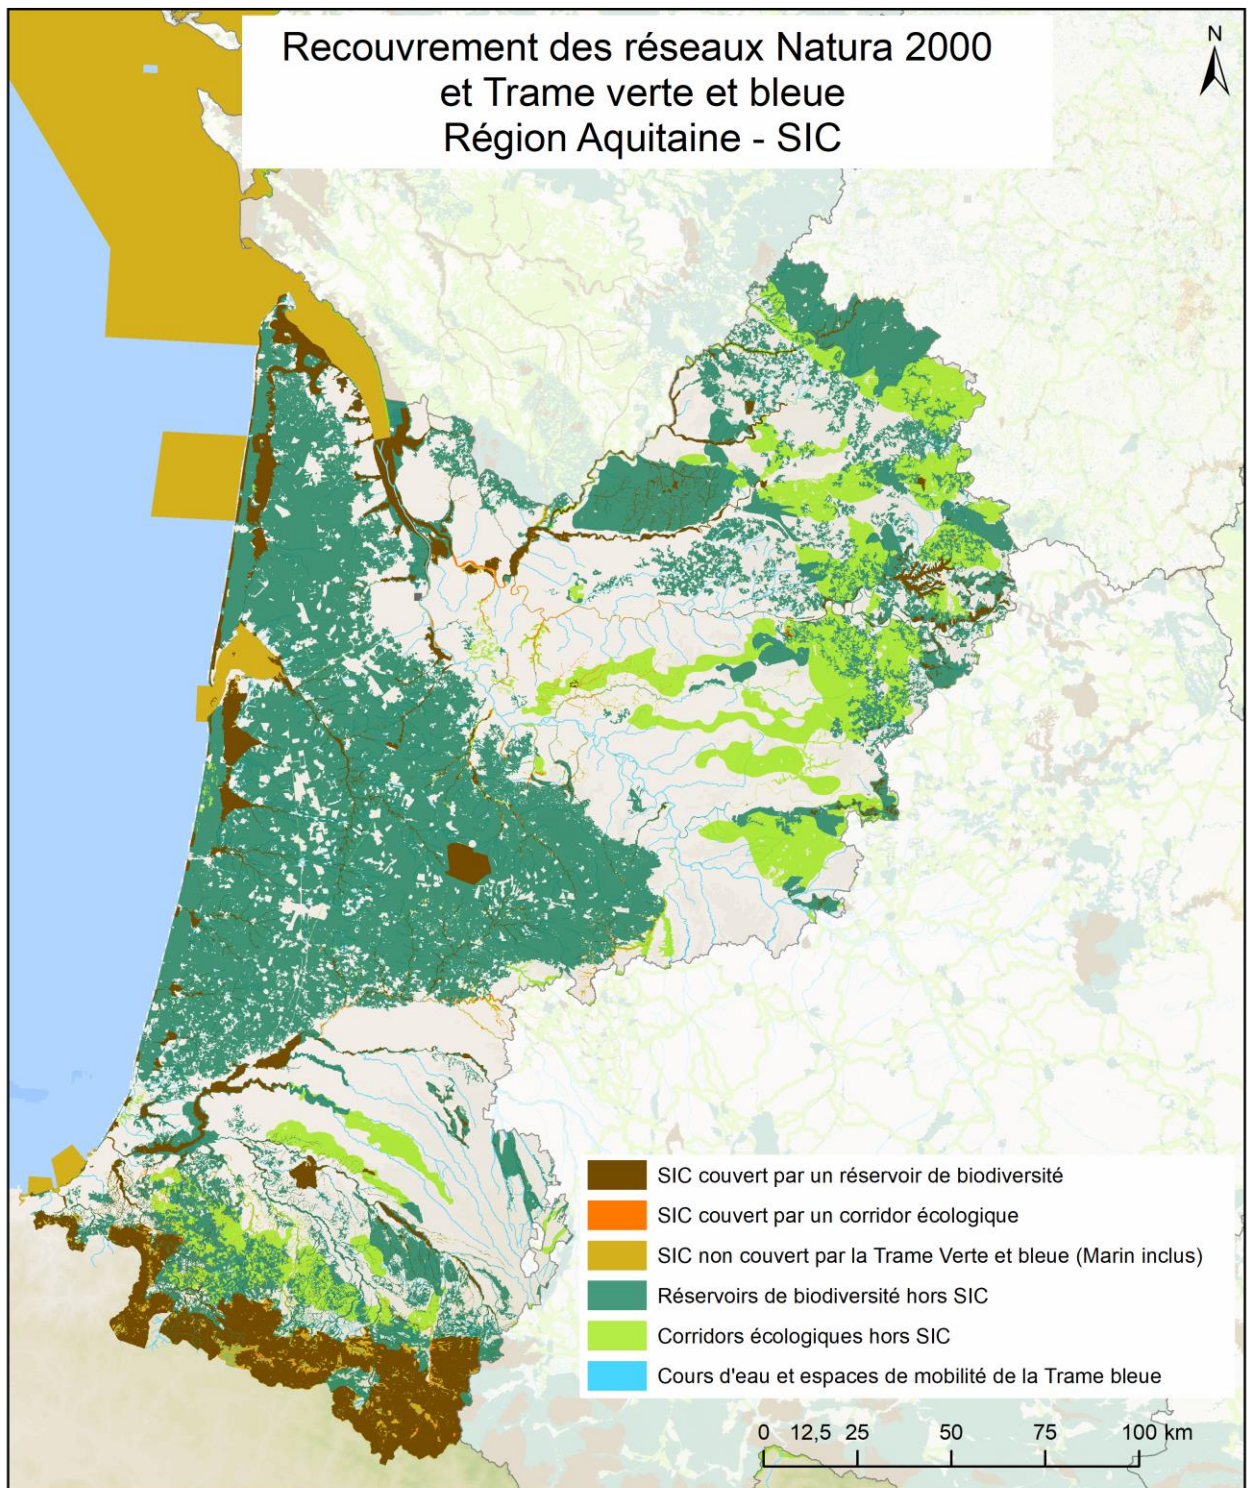 Recouvrement des réseaux Natura 2000
et Trame verte et bleue
Région Aquitaine - SIC
N
SIC couvert par un réservoir de biodiversité
SIC couvert par un corridor écologique
SIC non couvert par la Trame Verte et bleue (Marin inclus)
Réservoirs de biodiversité hors SIC
Corridors écologiques hors SIC
Cours d'eau et espaces de mobilité de la Trame bleue
0 12,5 25 50 75 100 km